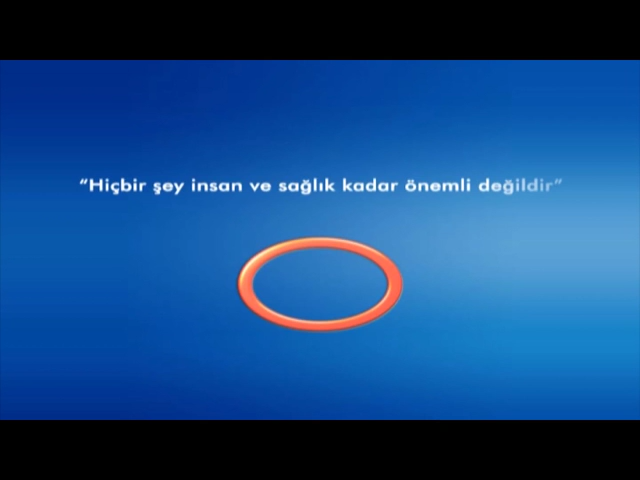 “Hiçbir şey insan ve sağlık kadar önemli değildir”